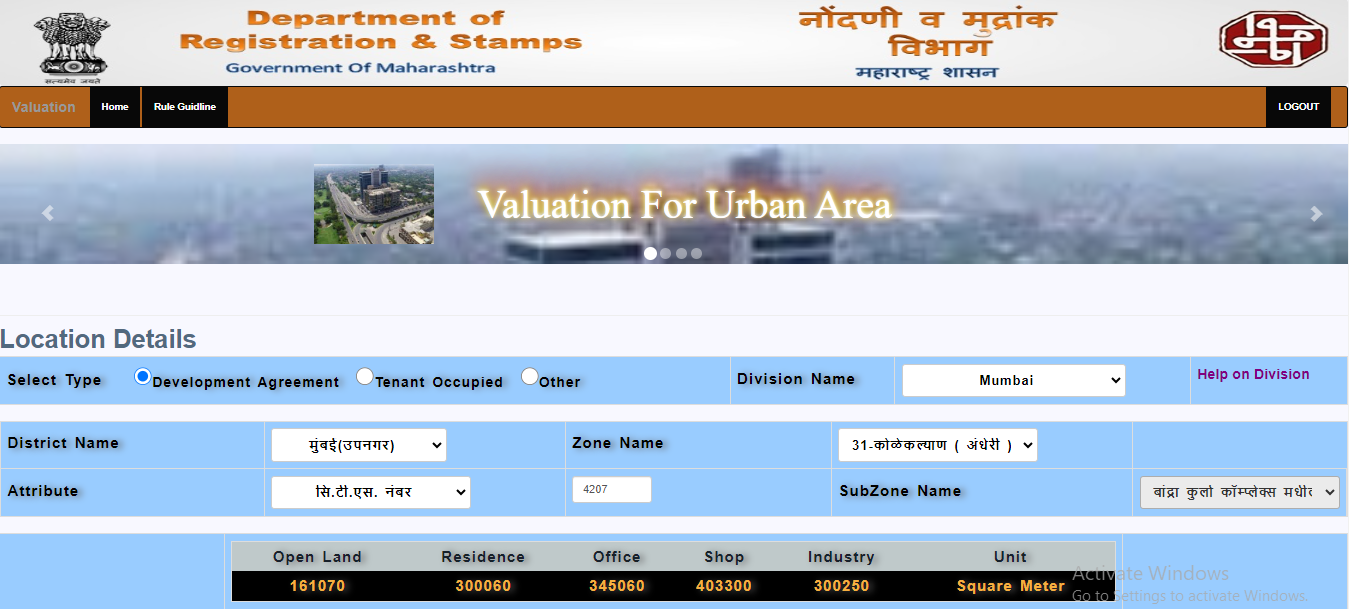 Department of
Registration & Stamps
Government Of Maharashtra
नोंदणी व मुद्रांक
विभाग
महाराष्ट्र शासन
सत्यमेव जयते
Valuation Home Rule Guidline LOGOUT
Valuation For Urban Area
Location Details
Select Type Development Agreement Tenant Occupied Other Division Name Mumbai Help on Division
District Name मुंबई(उपनगर) Zone Name 31-कोळेकल्याण ( अंधेरी )
Attribute सि.टी.एस. नंबर 4207 SubZone Name बांद्रा कुर्ला कॉम्प्लेक्स मधील
Open Land Residence Office Shop Industry Unit
161070 300060 345060 403300 300250 Square Meter
Activate Windows
Go to Settings to activate Windows.